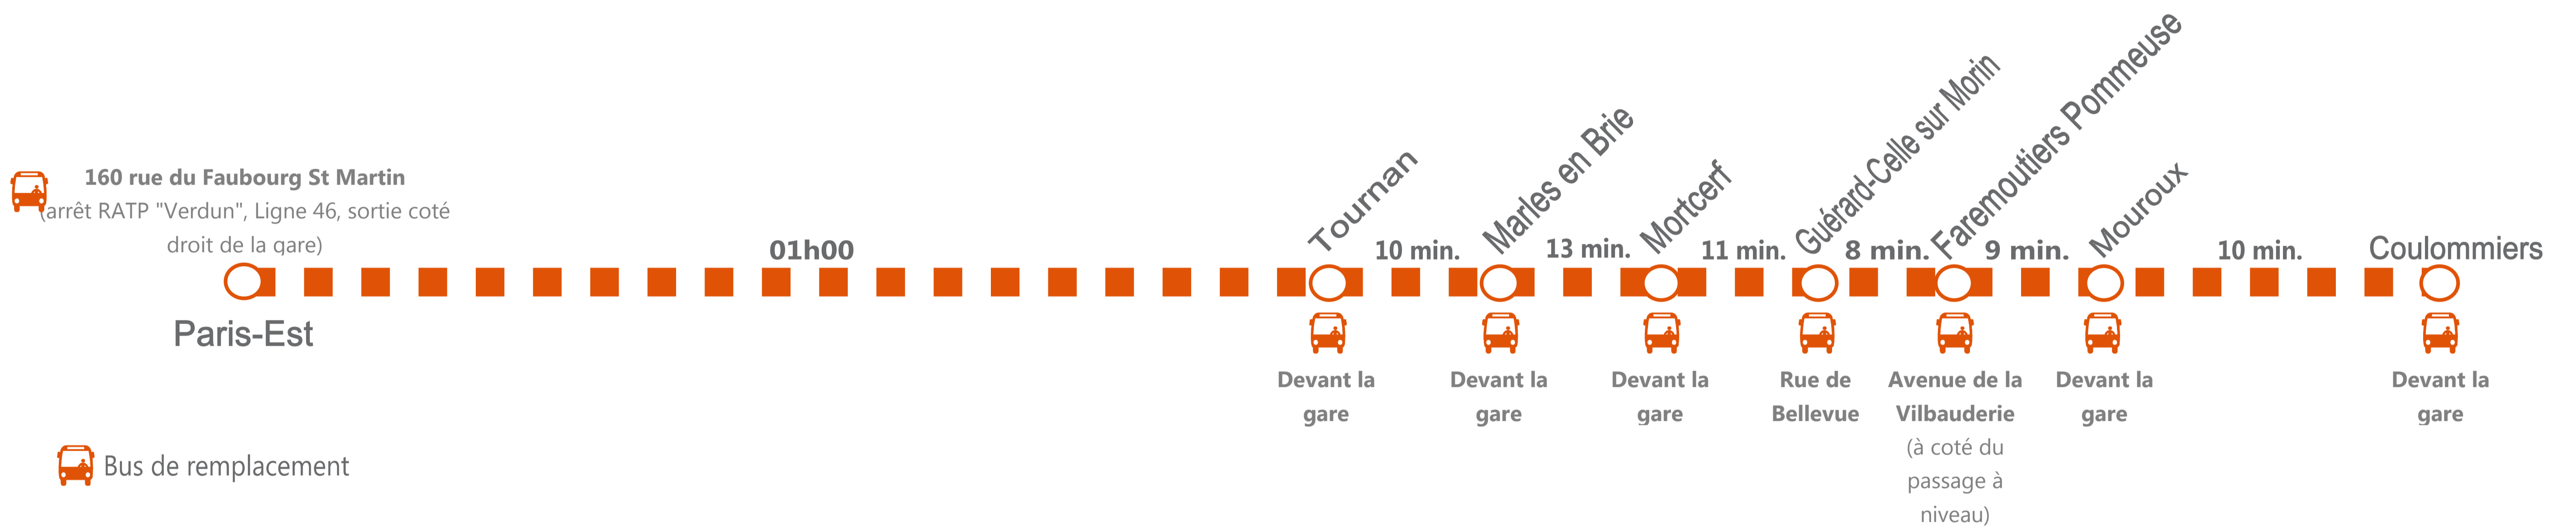 160 rue du Faubourg St Martin
(arrêt RATP "Verdun", Ligne 46, sortie coté
droit de la gare)
Paris-Est
01h00
Tournan
10 min.
Marles en Brie
13 min.
Mortcerf
11 min.
Guérard-Celle sur Morin
8 min.
Faremoutiers Pommeuse
9 min.
Mouroux
10 min.
Coulommiers
Devant la
gare
Devant la
gare
Devant la
gare
Rue de
Bellevue
Avenue de la
Vilbauderie
(à coté du
passage à
niveau)
Devant la
gare
Devant la
gare
Bus de remplacement